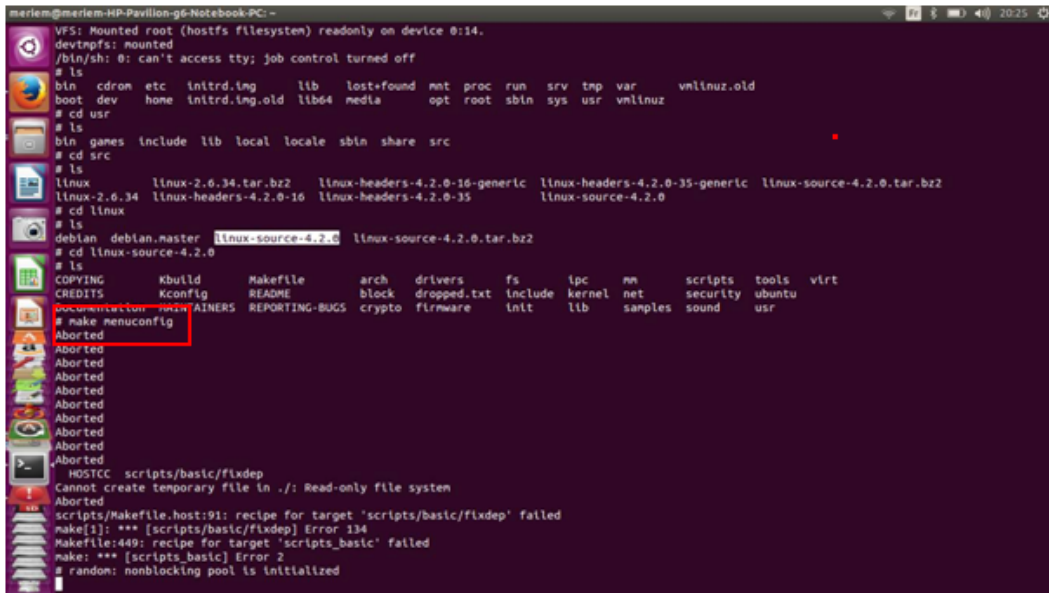 meriem@meriem-HP-Pavilion-g6-Notebook-PC: ~
Fr
20:25
VFS: Mounted root (hostfs filesystem) readonly on device 0:14.
devtmpfs: mounted
/bin/sh: 0: can't access tty; job control turned off
# ls
bin cdrom etc initrd.img lib lost+found mnt proc run srv tmp var vmlinuz.old
boot dev home initrd.img.old lib64 media opt root sbin sys usr vmlinuz
# cd usr
# ls
bin games include lib local locale sbin share src
# cd src
# ls
linux linux-2.6.34.tar.bz2 linux-headers-4.2.0-16-generic linux-headers-4.2.0-35-generic linux-source-4.2.0.tar.bz2
linux-2.6.34 linux-headers-4.2.0-16 linux-headers-4.2.0-35 linux-source-4.2.0
# cd linux
# ls
debian debian.master linux-source-4.2.0 linux-source-4.2.0.tar.bz2
# cd linux-source-4.2.0
# ls
COPYING Kbuild Makefile arch drivers fs ipc mm scripts tools virt
CREDITS Kconfig README block dropped.txt include kernel net security ubuntu
Documentation MAINTAINERS REPORTING-BUGS crypto firmware init lib samples sound usr
# make menuconfig
Aborted
Aborted
Aborted
Aborted
Aborted
Aborted
Aborted
Aborted
Aborted
Aborted
HOSTCC scripts/basic/fixdep
Cannot create temporary file in ./: Read-only file system
Aborted
scripts/Makefile.host:91: recipe for target 'scripts/basic/fixdep' failed
make[1]: *** [scripts/basic/fixdep] Error 134
Makefile:449: recipe for target 'scripts_basic' failed
make: *** [scripts_basic] Error 2
# random: nonblocking pool is initialized